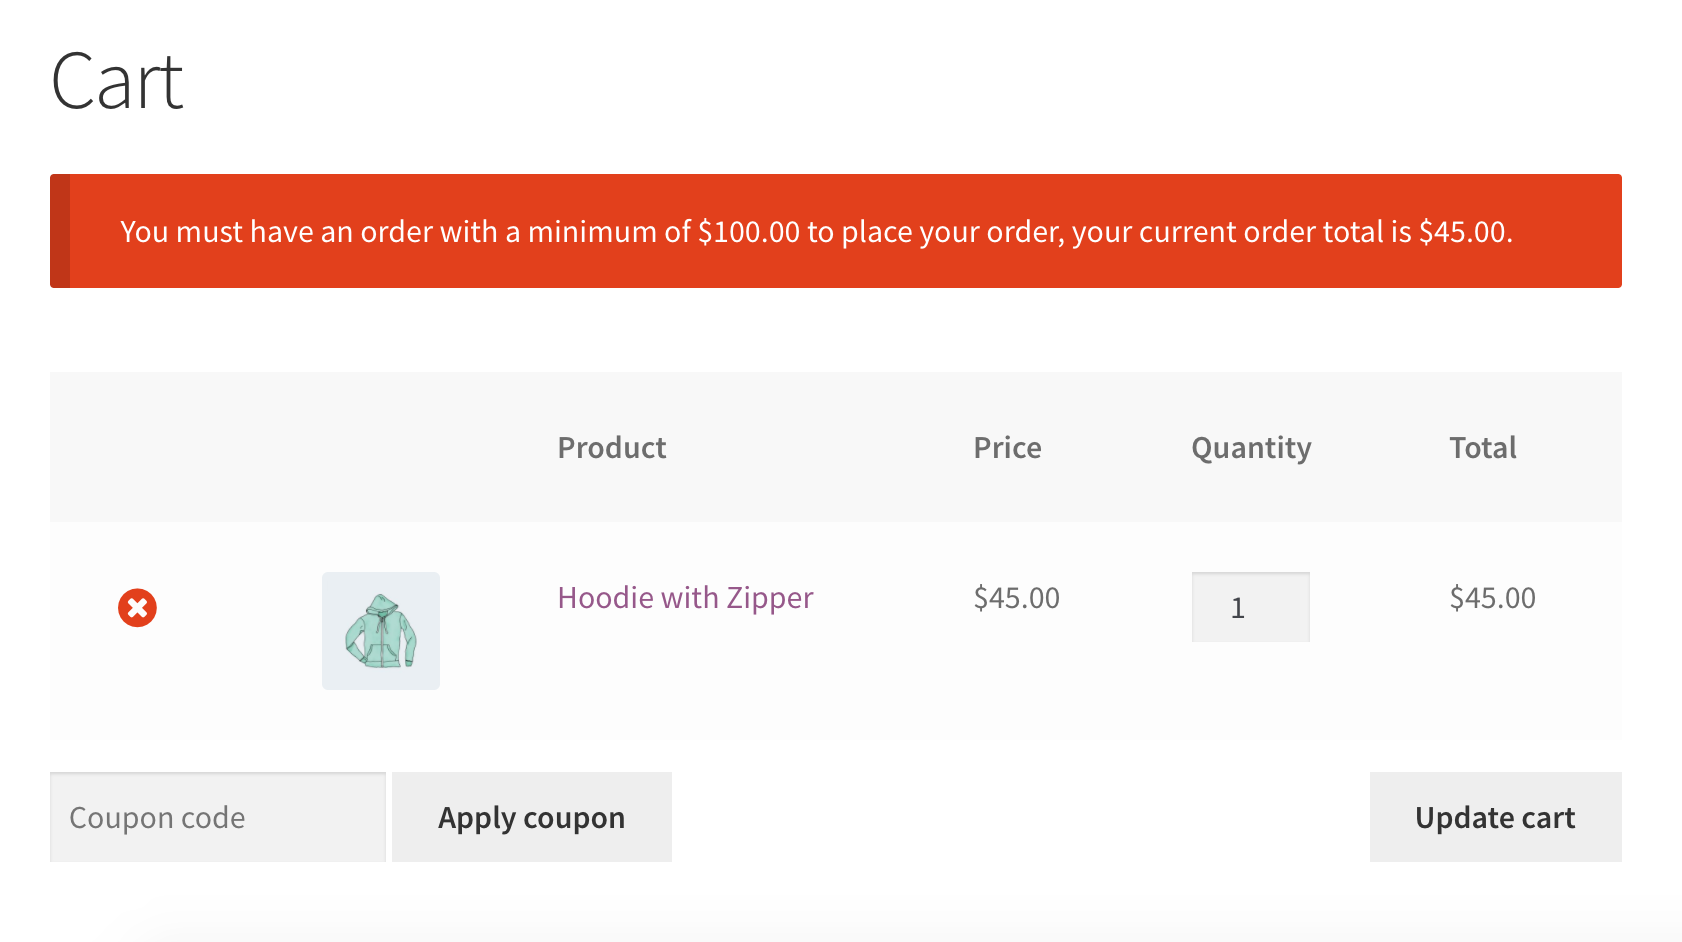 Cart
You must have an order with a minimum of $100.00 to place your order, your current order total is $45.00.
Product Price Quantity Total
Hoodie with Zipper $45.00 1 $45.00
Coupon code Apply coupon Update cart